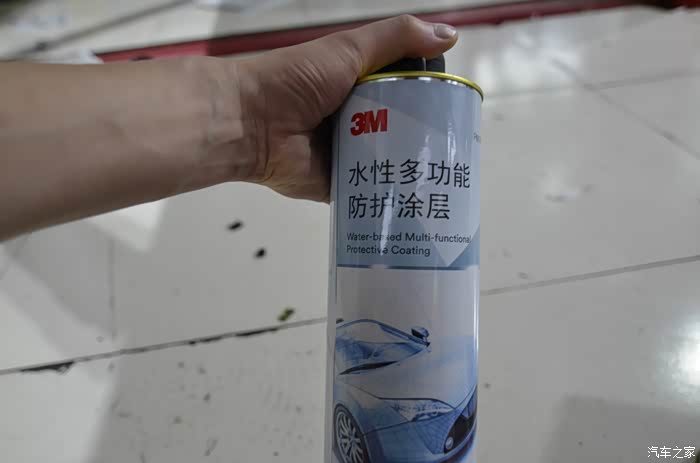 3M
水性多功能
防护涂层
Water-based Multi-functional
Protective Coating
汽车之家